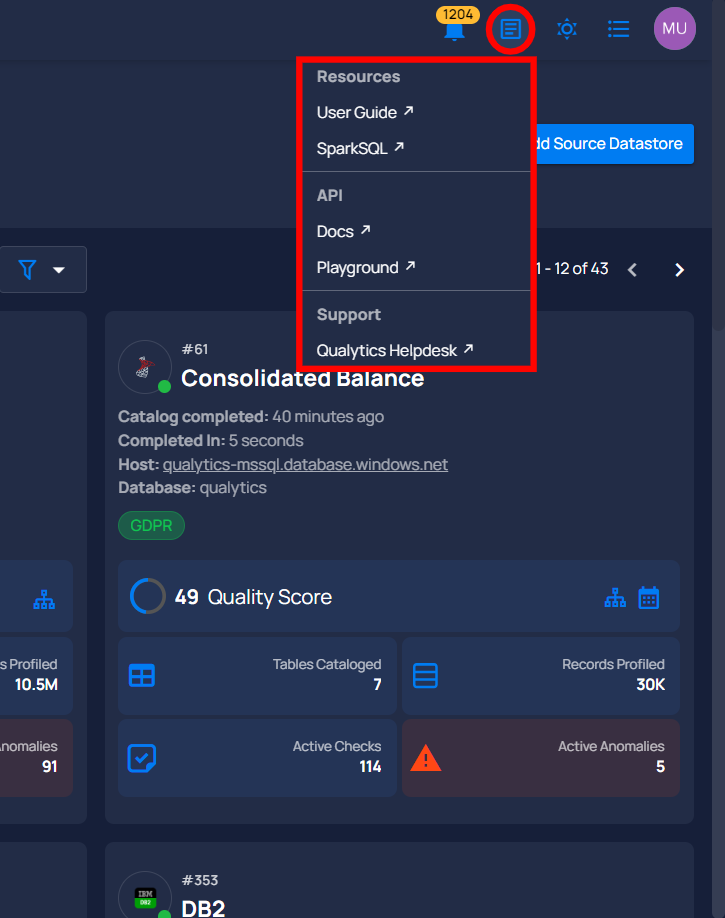 1204
MU
Resources
User Guide
SparkSQL
API
Docs
Playground
Support
Qualytics Helpdesk
dd Source Datastore
1 - 12 of 43
#61
Consolidated Balance
Catalog completed: 40 minutes ago
Completed In: 5 seconds
Host: qualytics-mssql.database.windows.net
Database: qualytics
GDPR
49 Quality Score
s Profiled
10.5M
Tables Cataloged
7
Records Profiled
30K
nomalies
91
Active Checks
114
Active Anomalies
5
#353
IBM
DB2
DB2